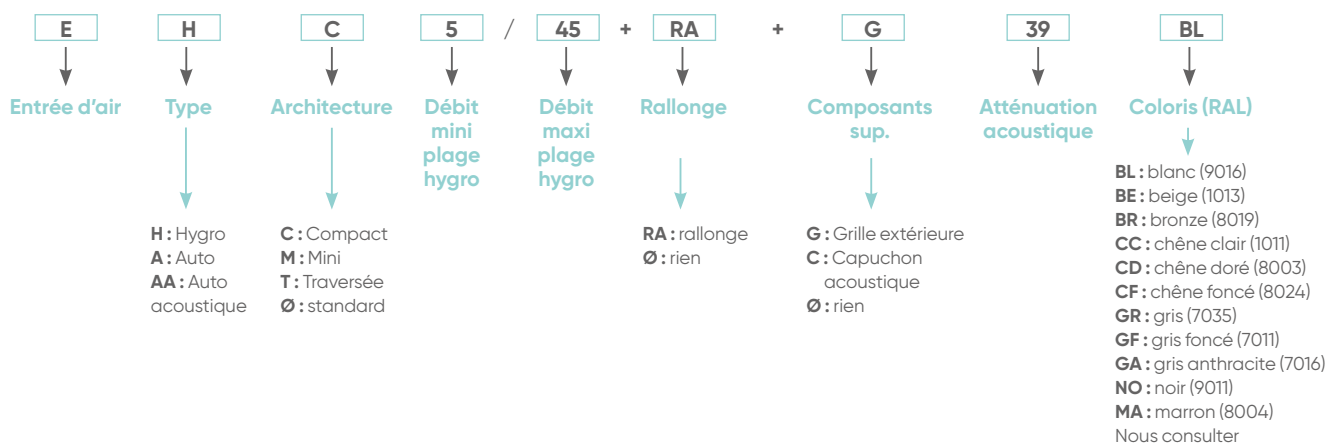 E H C 5 / 45 + RA + G 39 BL
Entrée d'air
Type
Architecture
Débit
mini
plage
hygro
Débit
maxi
plage
hygro
Rallonge
Composants
sup.
Atténuation
acoustique
Coloris (RAL)
H : Hygro
A : Auto
AA : Auto
acoustique
C : Compact
M : Mini
T : Traversée
Ø : standard
RA : rallonge
Ø : rien
G : Grille extérieure
C : Capuchon
acoustique
Ø : rien
BL : blanc (9016)
BE : beige (1013)
BR : bronze (8019)
CC : chêne clair (1011)
CD : chêne doré (8003)
CF : chêne foncé (8024)
GR : gris (7035)
GF : gris foncé (7011)
GA : gris anthracite (7016)
NO : noir (9011)
MA : marron (8004)
Nous consulter